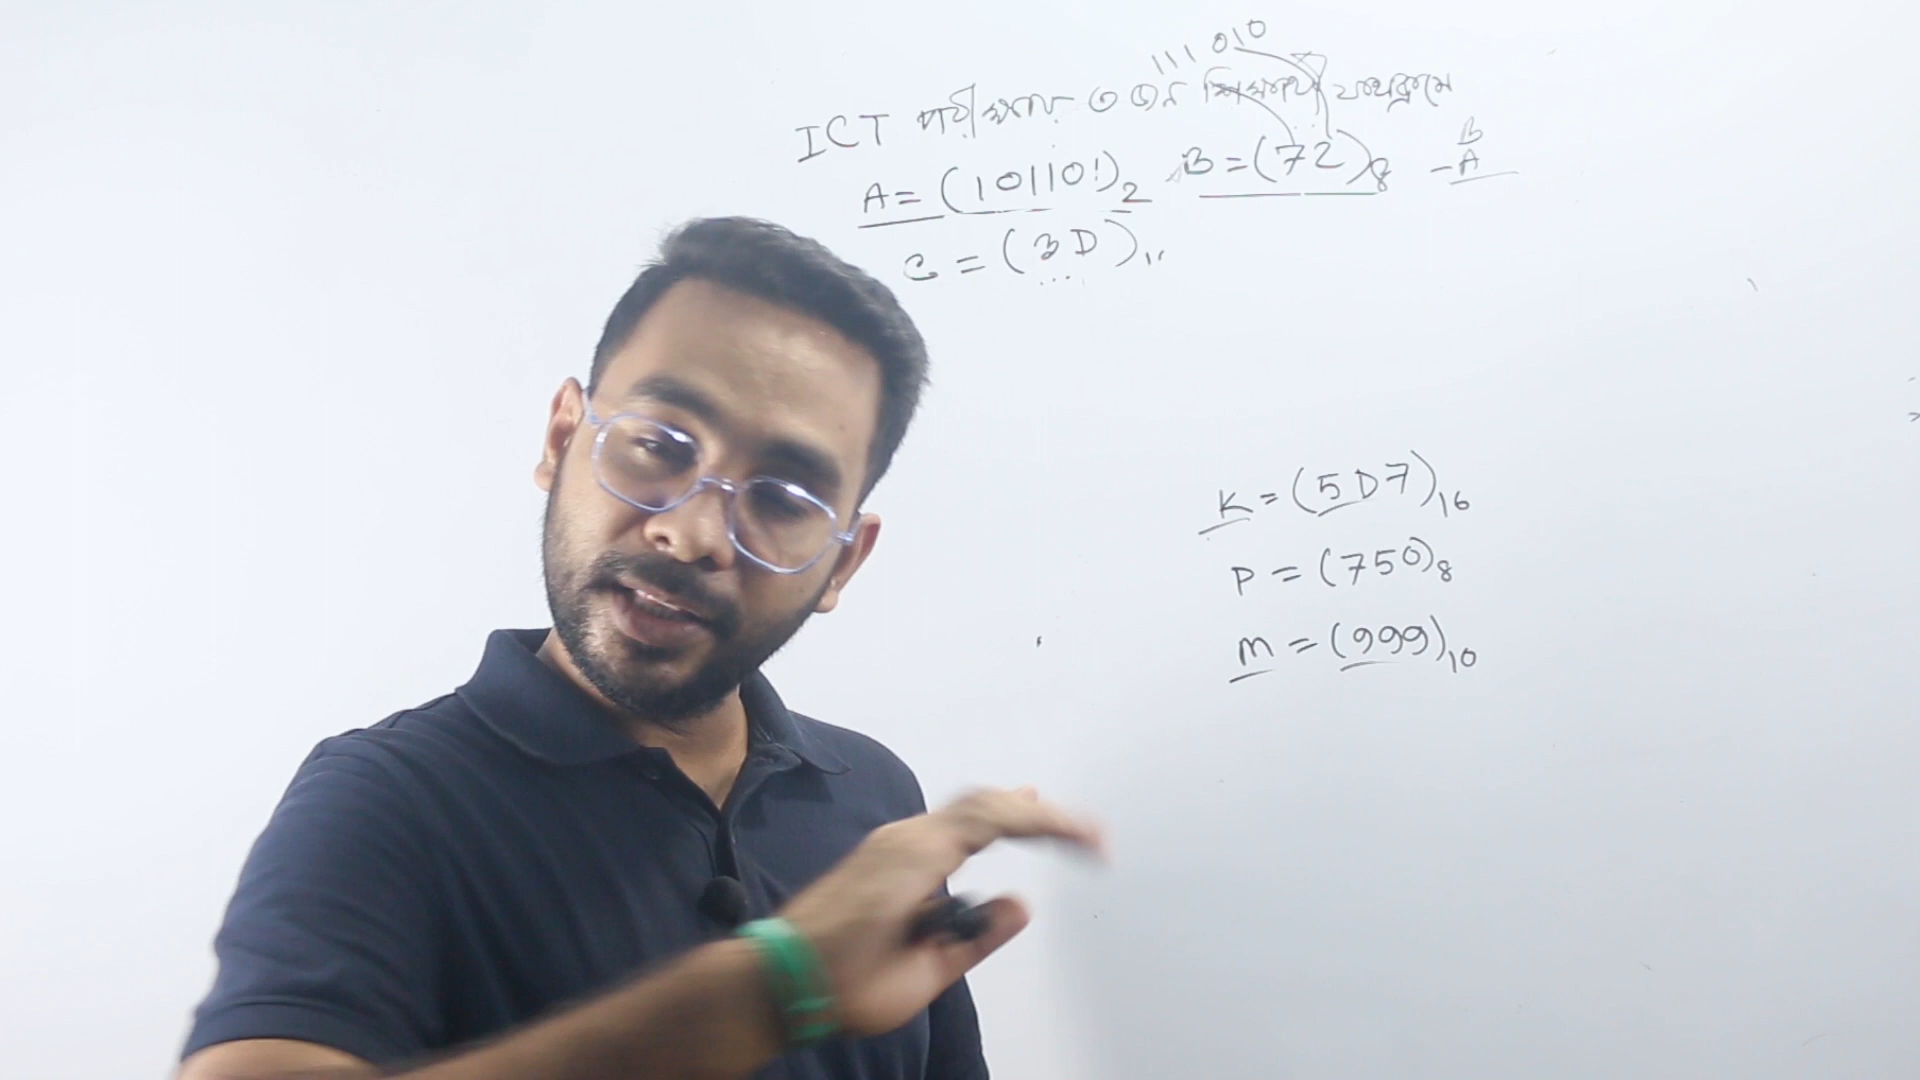 111 010
ICT পরীক্ষায় ৩ জন শিক্ষার্থী যথাক্রমে
A = (101101)₂ B = (72)₈ - B A
C = (3D)₁₆
K = (5D7)₁₆
P = (750)₈
M = (999)₁₀